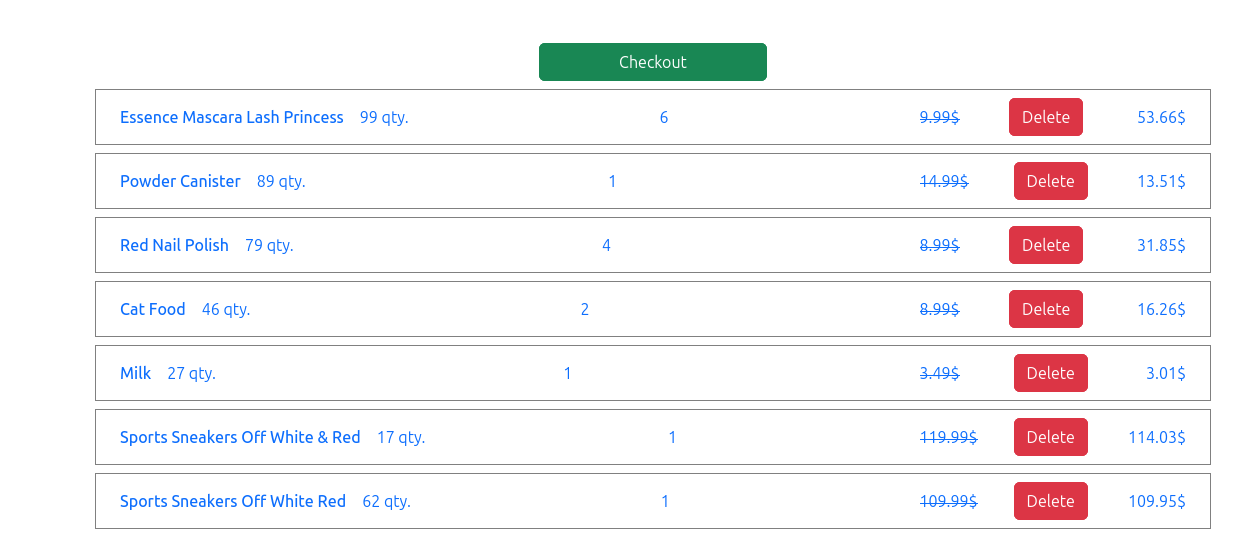 Checkout
Essence Mascara Lash Princess 99 qty. 6 9.99$ Delete 53.66$
Powder Canister 89 qty. 1 14.99$ Delete 13.51$
Red Nail Polish 79 qty. 4 8.99$ Delete 31.85$
Cat Food 46 qty. 2 8.99$ Delete 16.26$
Milk 27 qty. 1 3.49$ Delete 3.01$
Sports Sneakers Off White & Red 17 qty. 1 119.99$ Delete 114.03$
Sports Sneakers Off White Red 62 qty. 1 109.99$ Delete 109.95$